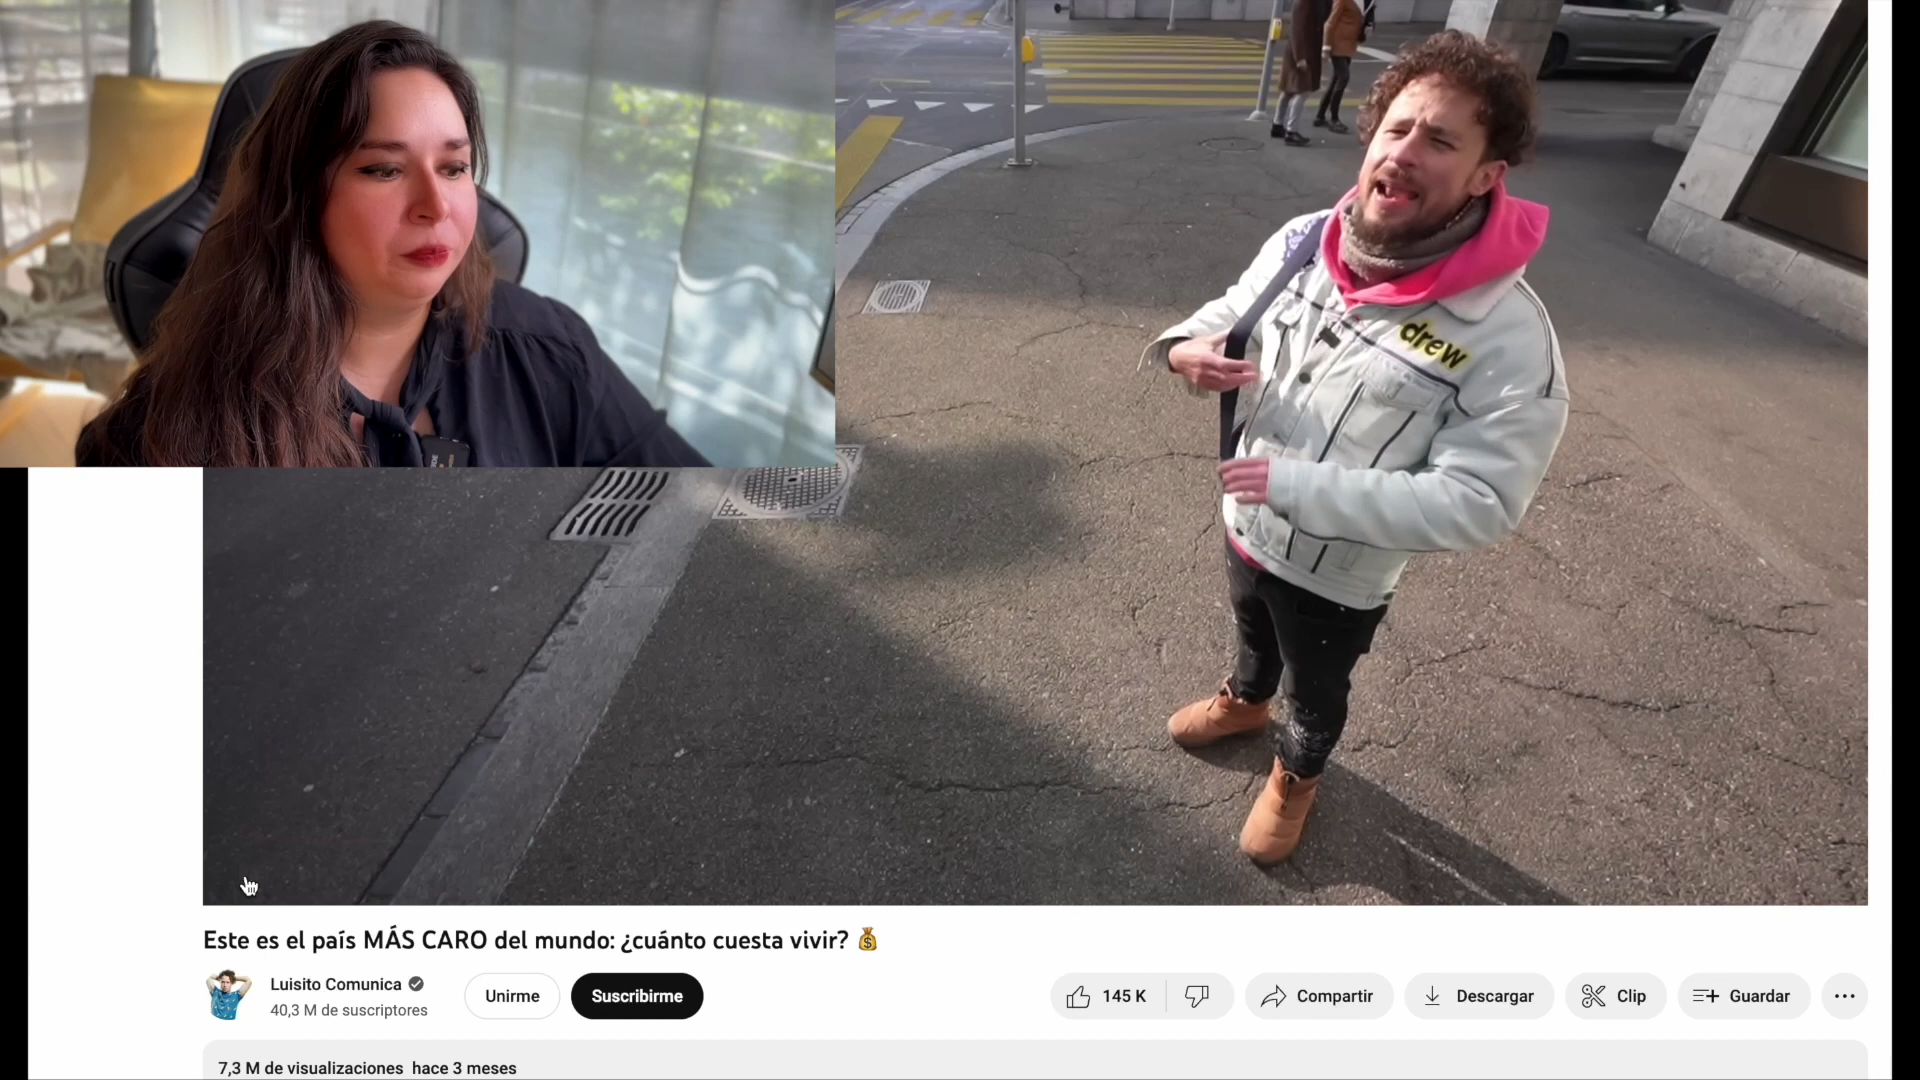 drew
Este es el país MÁS CARO del mundo: ¿cuánto cuesta vivir? 💰
Luisito Comunica
40,3 M de suscriptores
Unirme
Suscribirme
145 K
Compartir
Descargar
Clip
Guardar
7,3 M de visualizaciones hace 3 meses